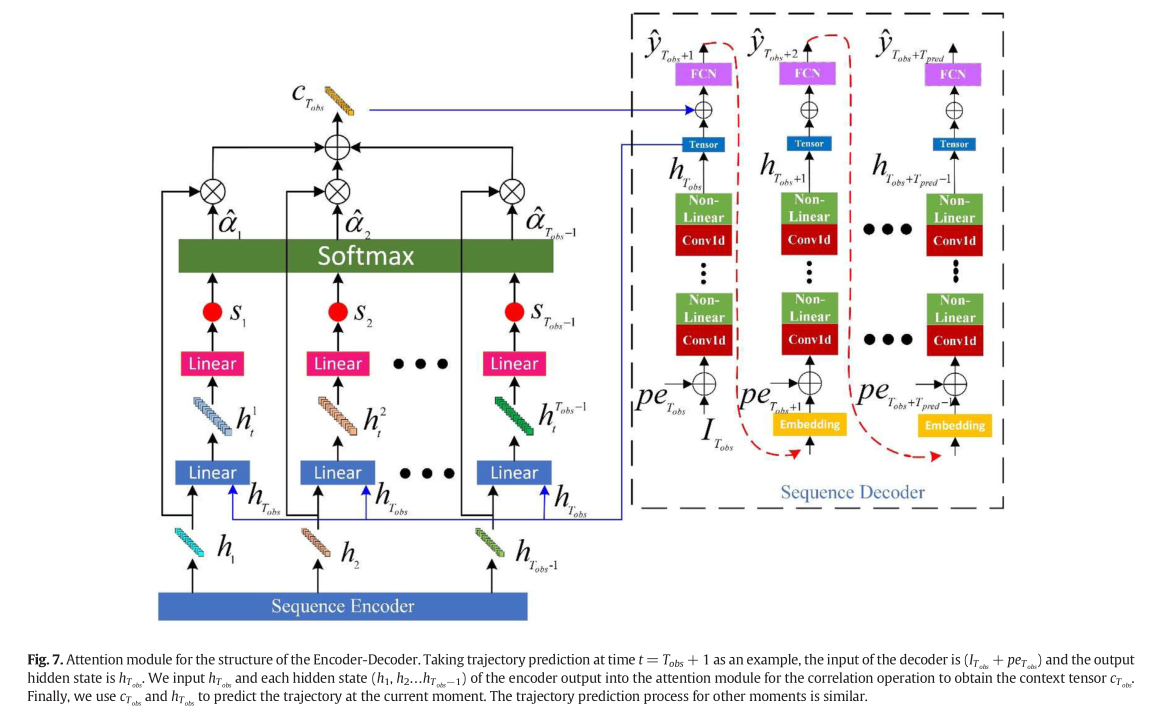 ŷ_{T_{obs}+1} ŷ_{T_{obs}+2} ŷ_{T_{obs}+T_{pred}}
FCN FCN FCN
c_{T_{obs}}
Tensor Tensor Tensor
h_{T_{obs}} h_{T_{obs}+1} h_{T_{obs}+T_{pred}-1}
α̂_1 α̂_2 α̂_{T_{obs}-1}
Non-Linear Non-Linear Non-Linear
Conv1d Conv1d Conv1d
Softmax
s_1 s_2 s_{T_{obs}-1}
Non-Linear Non-Linear Non-Linear
Conv1d Conv1d Conv1d
Linear Linear Linear
pe_{T_{obs}} pe_{T_{obs}+1} pe_{T_{obs}+T_{pred}-1}
h_t^1 h_t^2 h_t^{T_{obs}-1}
I_{T_{obs}} Embedding Embedding
Linear Linear Linear
h_{T_{obs}} h_{T_{obs}} h_{T_{obs}}
Sequence Decoder
h_1 h_2 h_{T_{obs}-1}
Sequence Encoder
Fig. 7. Attention module for the structure of the Encoder-Decoder. Taking trajectory prediction at time t = T_{obs} + 1 as an example, the input of the decoder is (I_{T_{obs}} + pe_{T_{obs}}) and the output
hidden state is h_{T_{obs}}. We input h_{T_{obs}} and each hidden state (h_1, h_2…h_{T_{obs}−1}) of the encoder output into the attention module for the correlation operation to obtain the context tensor c_{T_{obs}}.
Finally, we use c_{T_{obs}} and h_{T_{obs}} to predict the trajectory at the current moment. The trajectory prediction process for other moments is similar.